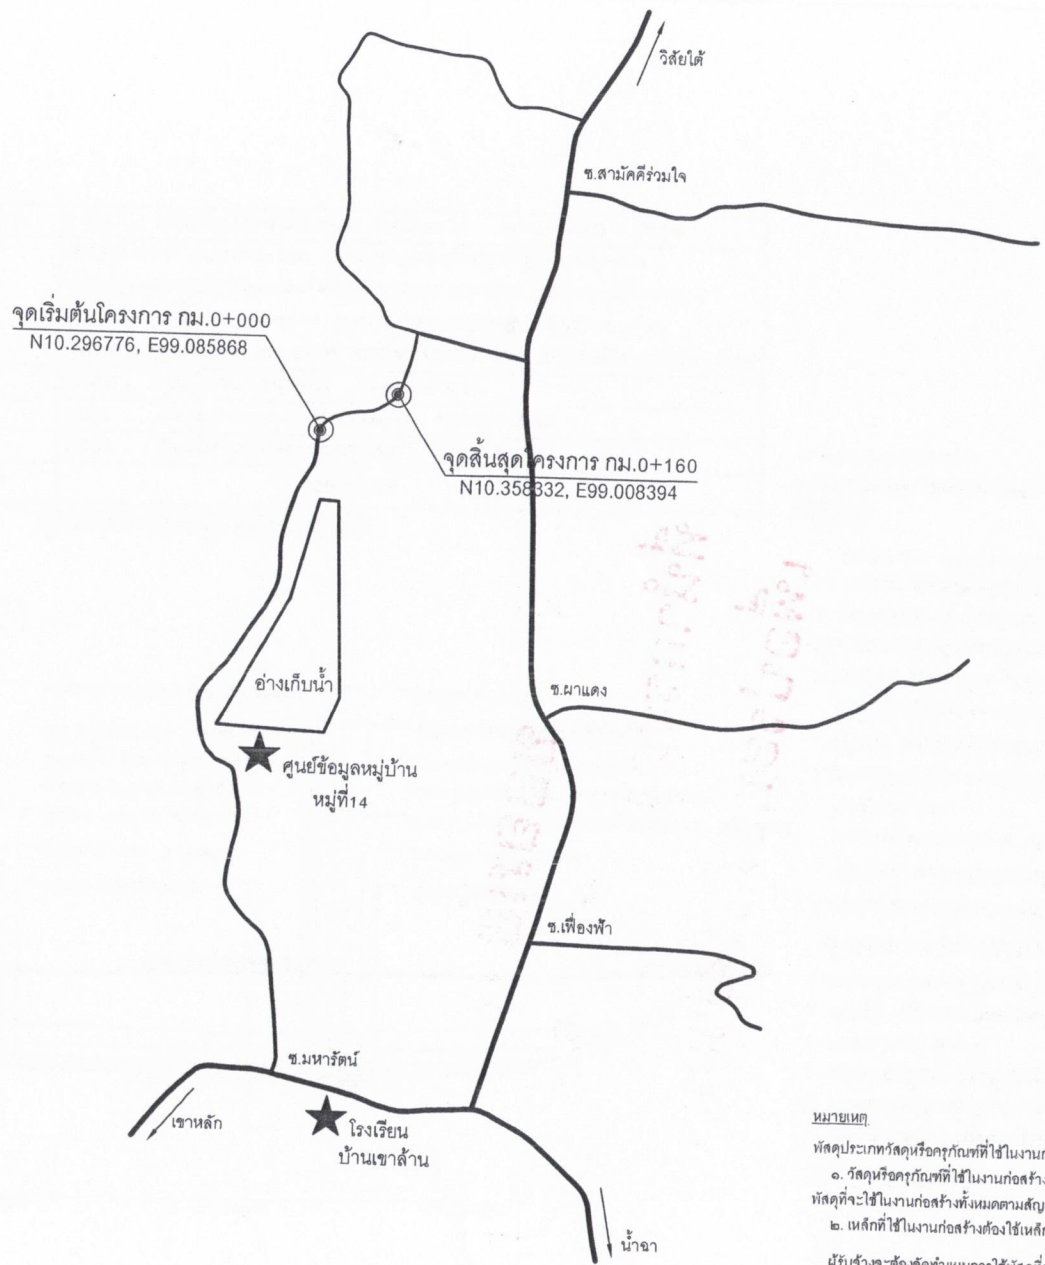 วิสัยใต้
ซ.สามัคคีร่วมใจ
จุดเริ่มต้นโครงการ กม.0+000
N10.296776, E99.085868
จุดสิ้นสุดโครงการ กม.0+160
N10.358332, E99.008394
อ่างเก็บน้ำ
ซ.ผาแดง
ศูนย์ข้อมูลหมู่บ้าน
หมู่ที่14
ซ.เฟื่องฟ้า
ซ.มหารัตน์
เขาหลัก
โรงเรียน
บ้านเขาล้าน
น้ำฉา
หมายเหตุ
พัสดุประเภทวัสดุหรือครุภัณฑ์ที่ใช้ในงาน
๑. วัสดุหรือครุภัณฑ์ที่ใช้ในงานก่อสร้าง
พัสดุที่จะใช้ในงานก่อสร้างทั้งหมดตามสัญ
๒. เหล็กที่ใช้ในงานก่อสร้างต้องใช้เหล็ก